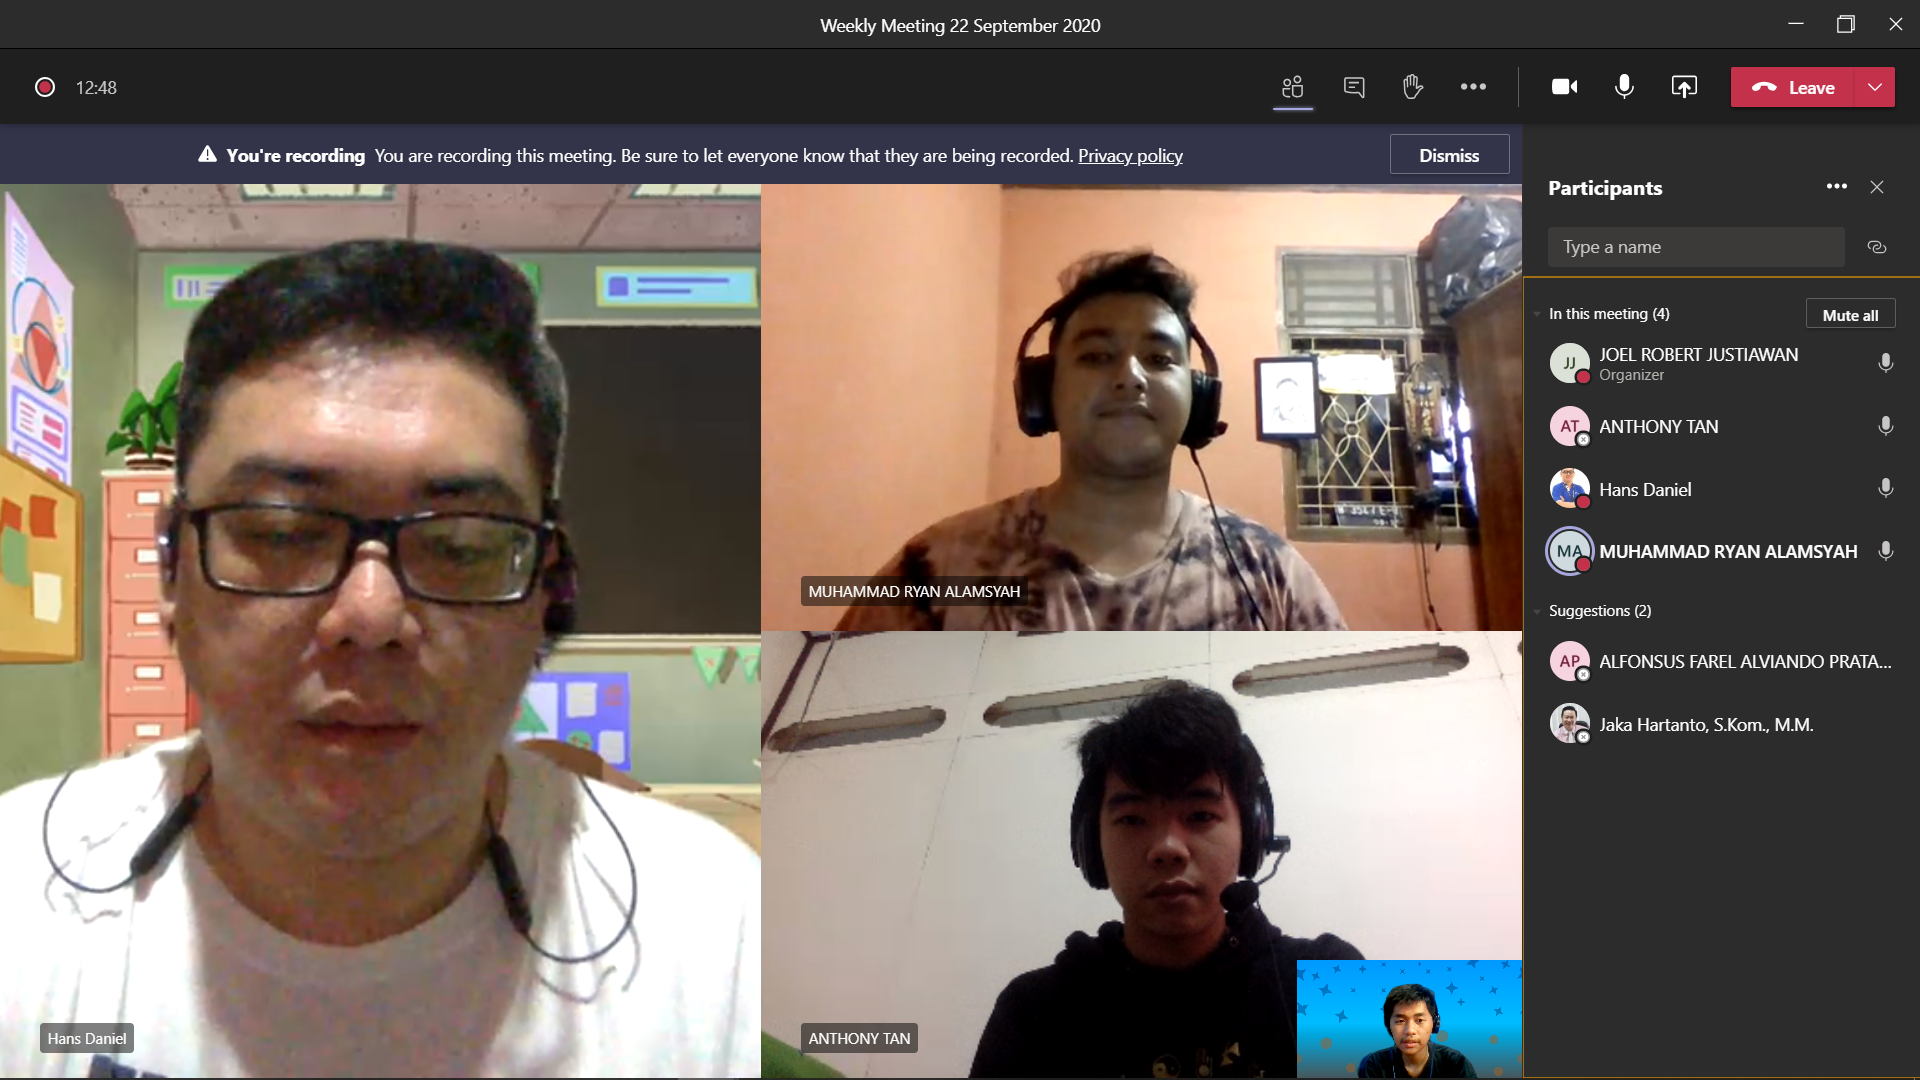 Weekly Meeting 22 September 2020
12:48
Leave
You're recording You are recording this meeting. Be sure to let everyone know that they are being recorded. Privacy policy
Dismiss
Hans Daniel
MUHAMMAD RYAN ALAMSYAH
ANTHONY TAN
Participants
Type a name
In this meeting (4)
Mute all
JJ
JOEL ROBERT JUSTIAWAN
Organizer
AT
ANTHONY TAN
Hans Daniel
MA
MUHAMMAD RYAN ALAMSYAH
Suggestions (2)
AP
ALFONSUS FAREL ALVIANDO PRATA...
Jaka Hartanto, S.Kom., M.M.